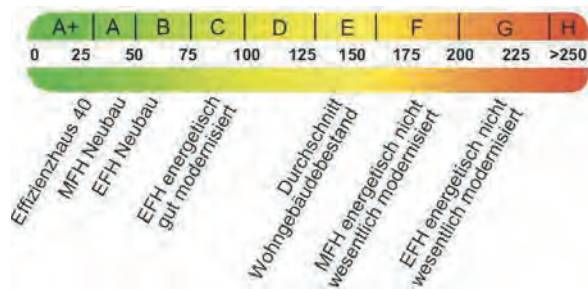 A+ A B C D E F G H
0 25 50 75 100 125 150 175 200 225 >250
Effizienzhaus 40
MFH Neubau
EFH Neubau
EFH energetisch
gut modernisiert
Durchschnitt
Wohngebäudebestand
MFH energetisch nicht
wesentlich modernisiert
EFH energetisch nicht
wesentlich modernisiert